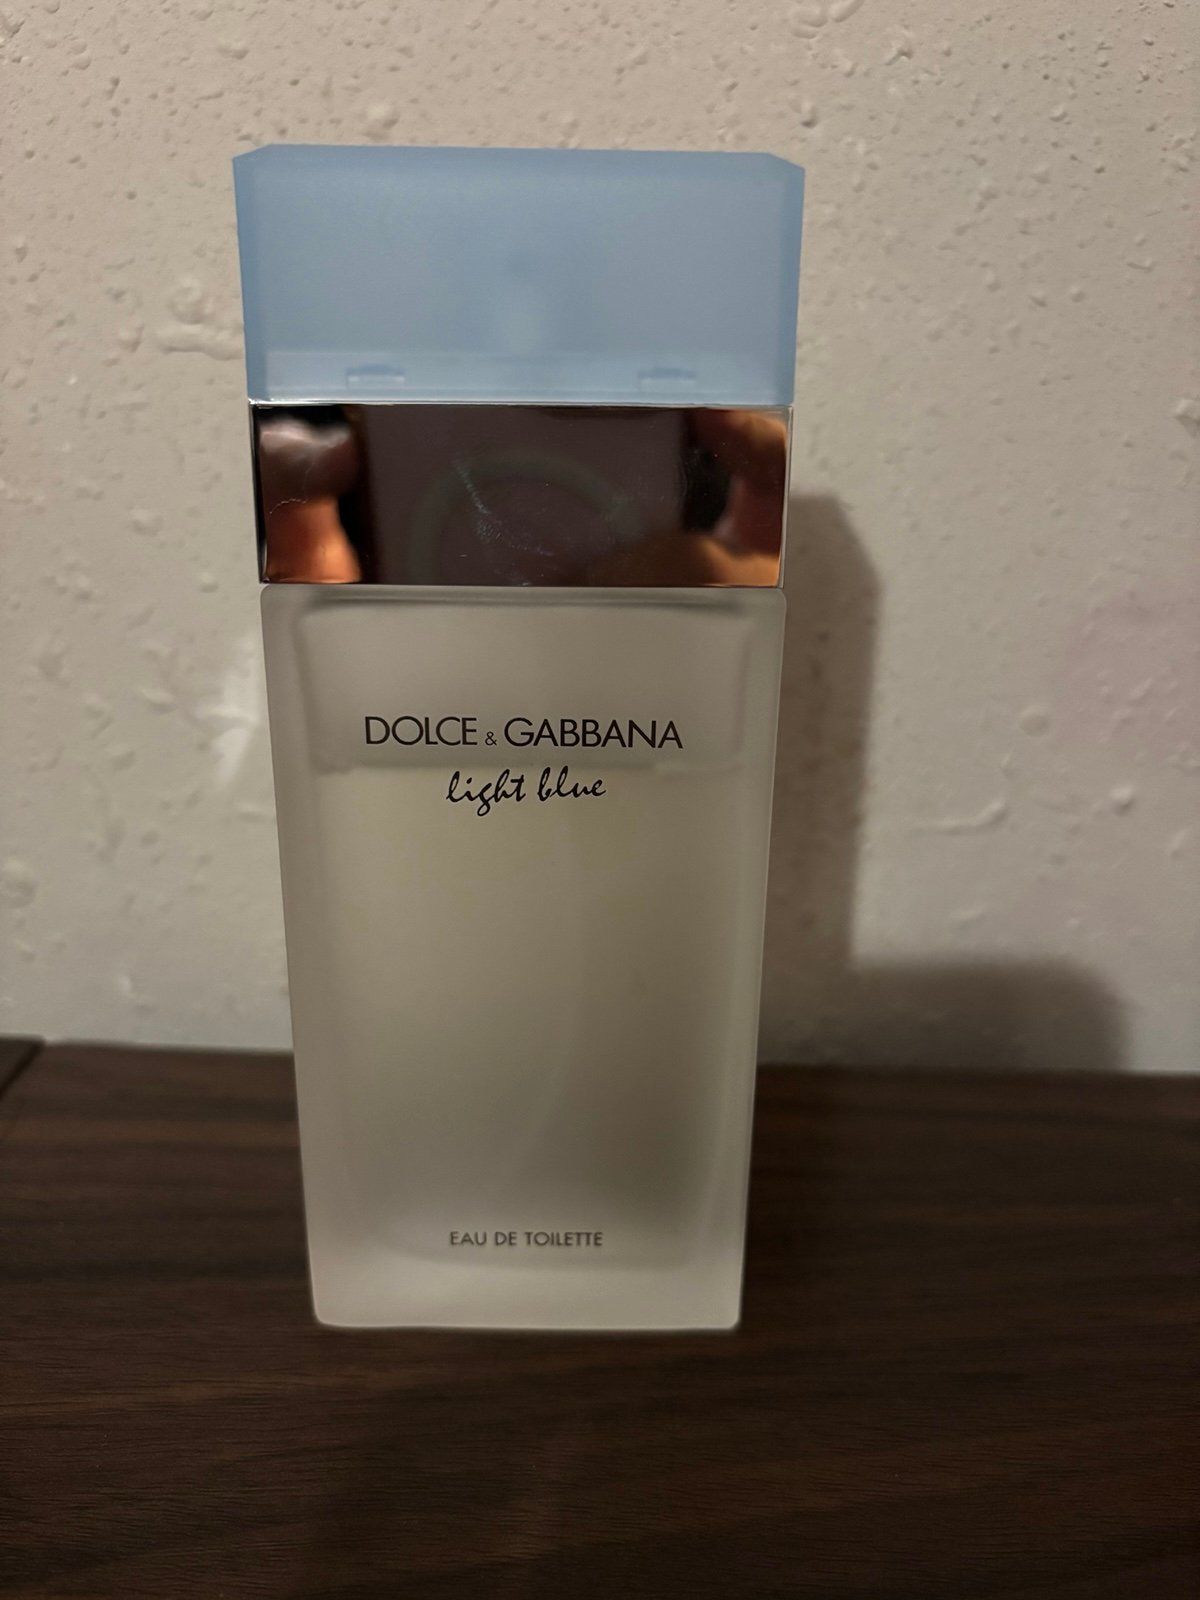 DOLCE & GABBANA
light blue
EAU DE TOILETTE